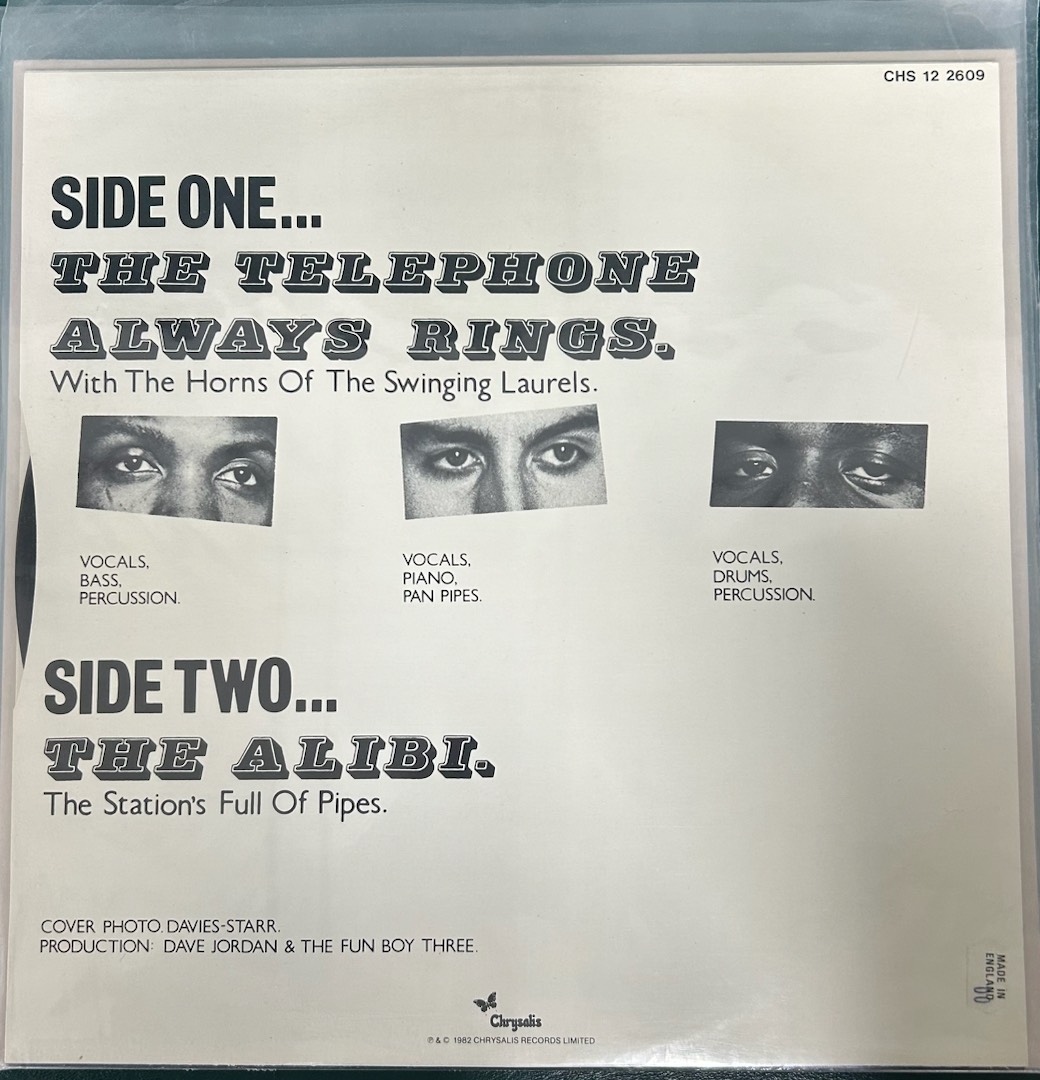 CHS 12 2609
SIDE ONE...
THE TELEPHONE
ALWAYS RINGS.
With The Horns Of The Swinging Laurels.
VOCALS,
BASS,
PERCUSSION.
VOCALS,
PIANO,
PAN PIPES.
VOCALS,
DRUMS,
PERCUSSION.
SIDE TWO...
THE ALIBI.
The Station's Full Of Pipes.
COVER PHOTO. DAVIES-STARR.
PRODUCTION: DAVE JORDAN & THE FUN BOY THREE.
MADE IN
ENGLAND
Chrysalis
℗ & © 1982 CHRYSALIS RECORDS LIMITED